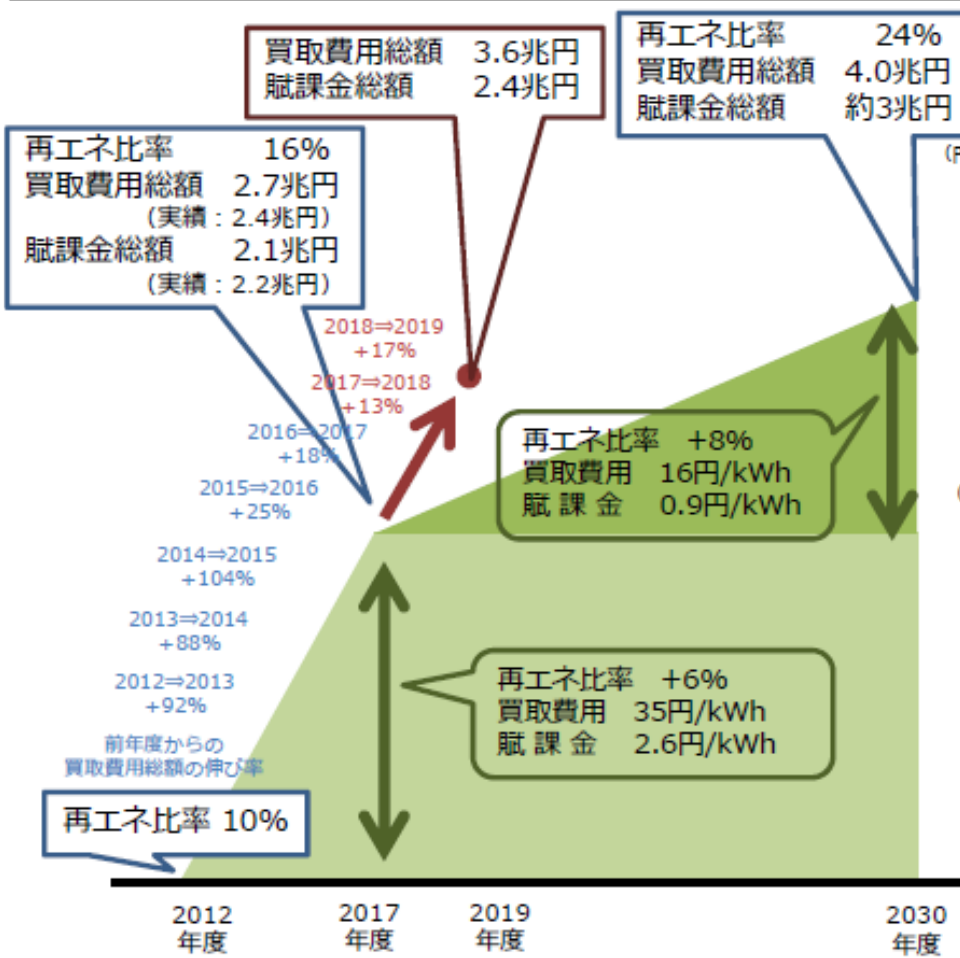 買取費用総額 3.6兆円
賦課金総額 2.4兆円
再エネ比率 24%
買取費用総額 4.0兆円
賦課金総額 約3兆円
再エネ比率 16%
買取費用総額 2.7兆円
(実績：2.4兆円)
賦課金総額 2.1兆円
(実績：2.2兆円)
2018⇒2019
+17%
2017⇒2018
+13%
2016⇒2017
+18%
2015⇒2016
+25%
2014⇒2015
+104%
2013⇒2014
+88%
2012⇒2013
+92%
前年度からの
買取費用総額の伸び率
再エネ比率 +8%
買取費用 16円/kWh
賦課金 0.9円/kWh
再エネ比率 +6%
買取費用 35円/kWh
賦課金 2.6円/kWh
再エネ比率 10%
2012
年度
2017
年度
2019
年度
2030
年度